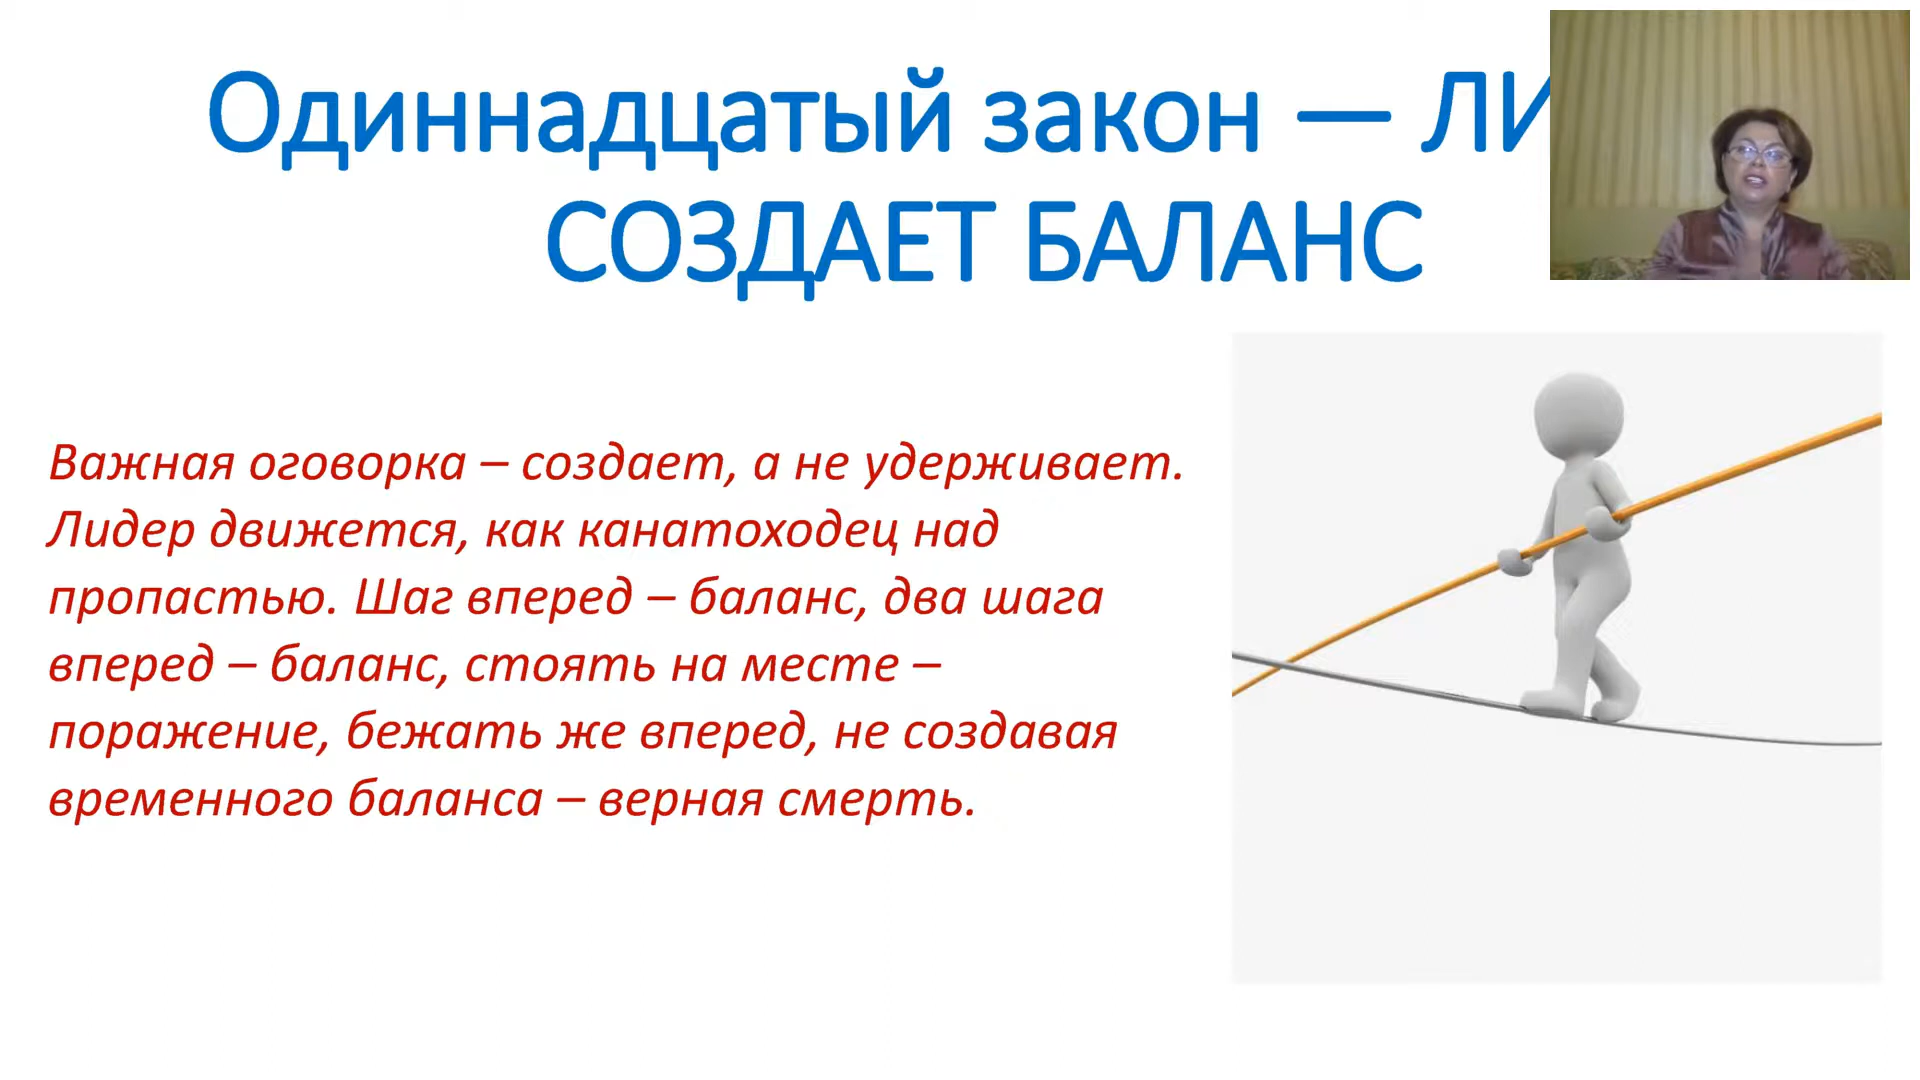 Одиннадцатый закон —
СОЗДАЕТ БАЛАНС
Важная оговорка – создает, а не удерживает.
Лидер движется, как канатоходец над
пропастью. Шаг вперед – баланс, два шага
вперед – баланс, стоять на месте –
поражение, бежать же вперед, не создавая
временного баланса – верная смерть.